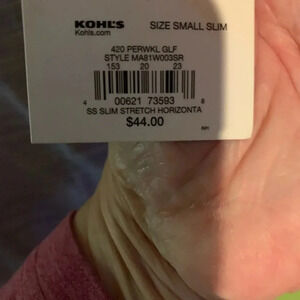 KOHL'S SIZE SMALL SLIM
Kohls.com
420 PERWKL GLF
STYLE MA81W003SR
153 20 23
4 00621 73593 8
SS SLIM STRETCH HORIZONTA
$44.00